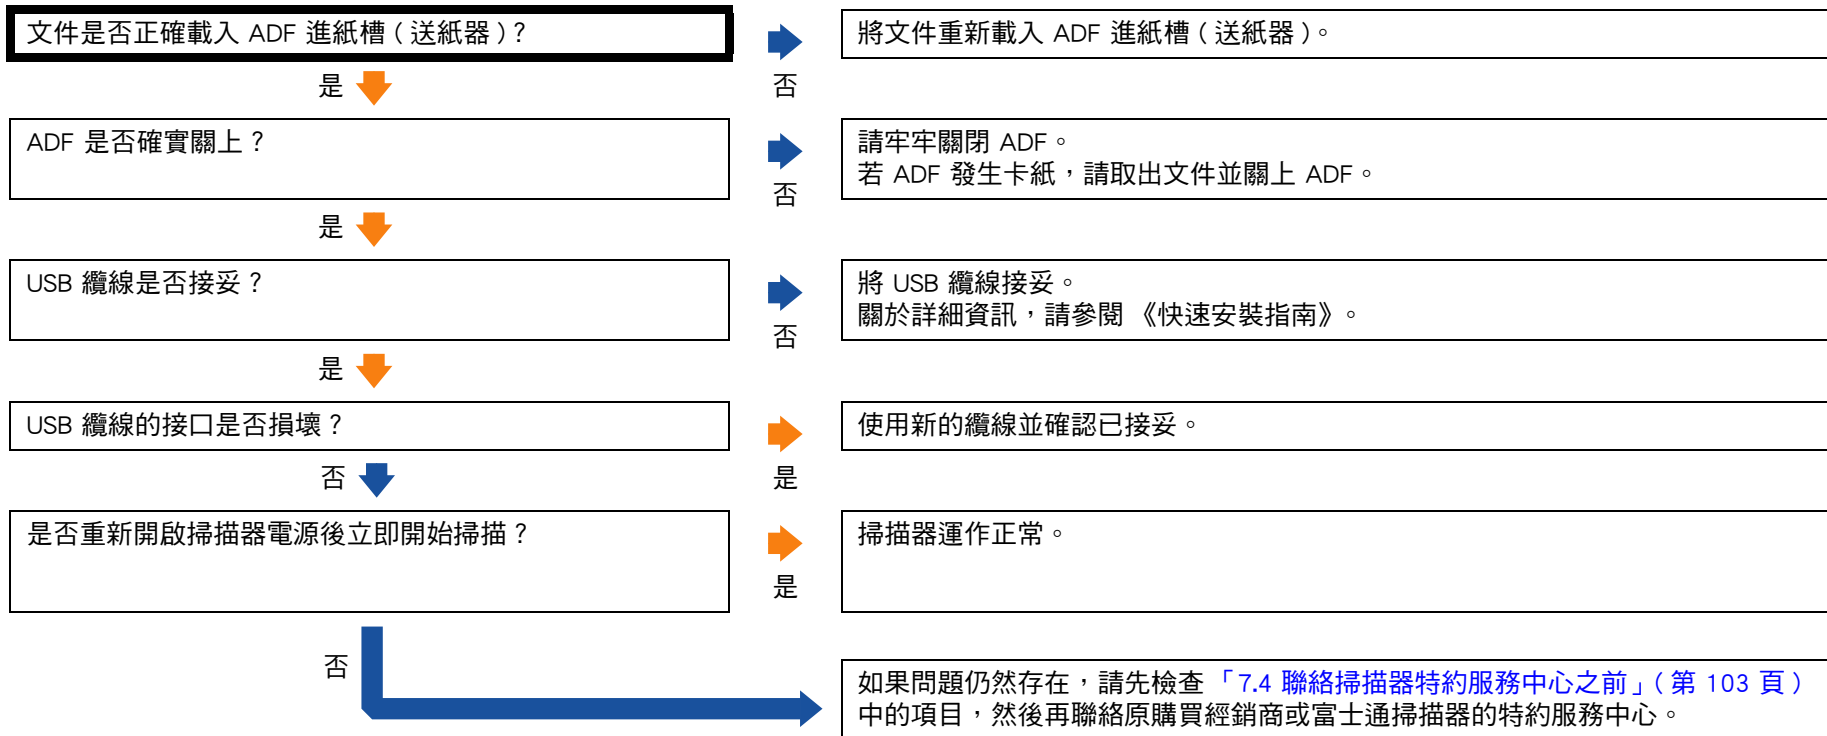 文件是否正確載入 ADF 進紙槽 ( 送紙器 )？
將文件重新載入 ADF 進紙槽 ( 送紙器 )。
是
否
ADF 是否確實關上？
請牢牢關閉 ADF。
若 ADF 發生卡紙，請取出文件並關上 ADF。
否
是
USB 纜線是否接妥？
將 USB 纜線接妥。
關於詳細資訊，請參閱 《快速安裝指南》。
否
是
USB 纜線的接口是否損壞？
使用新的纜線並確認已接妥。
否
是
是否重新開啟掃描器電源後立即開始掃描？
掃描器運作正常。
是
否
如果問題仍然存在，請先檢查 「7.4 聯絡掃描器特約服務中心之前」( 第 103 頁 )
中的項目，然後再聯絡原購買經銷商或富士通掃描器的特約服務中心。